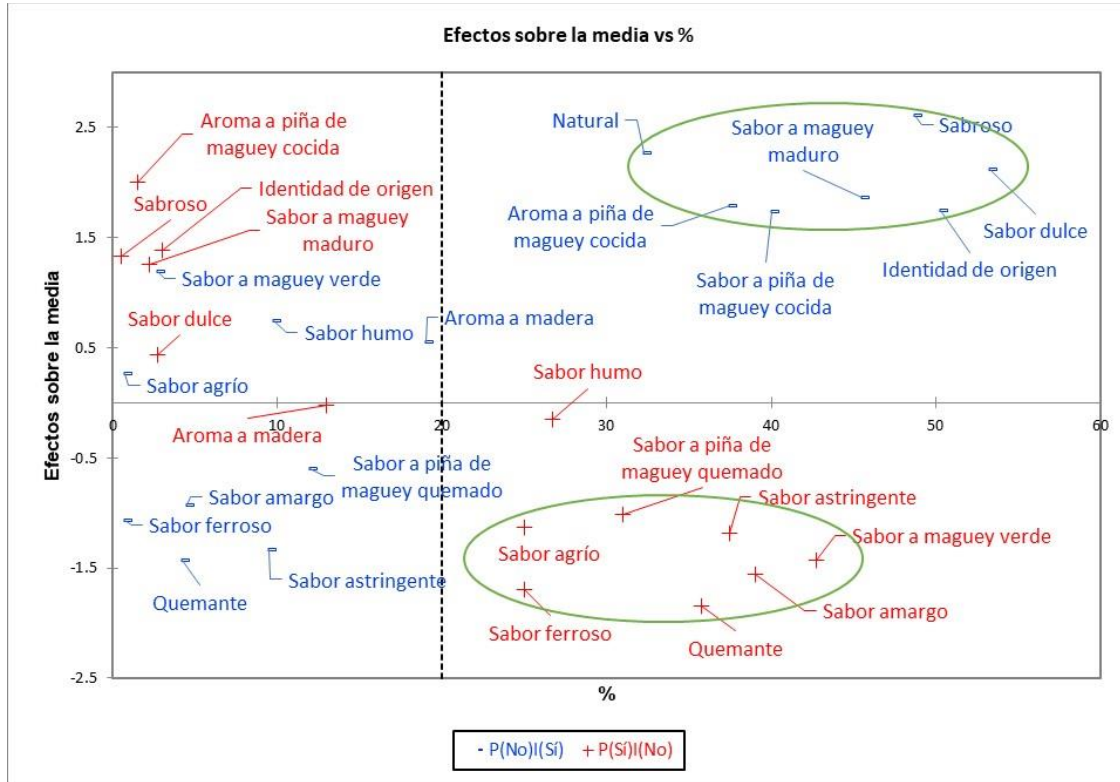 Efectos sobre la media vs %
Efectos sobre la media
2.5
1.5
0.5
-0.5
-1.5
-2.5
0
10
20
30
40
50
60
%
Aroma a piña de
maguey cocida
Sabroso
Identidad de origen
Sabor a maguey
maduro
Sabor a maguey verde
Sabor dulce
Sabor humo
Aroma a madera
Sabor agrío
Aroma a madera
Sabor a piña de
maguey quemado
Sabor amargo
Sabor ferroso
Sabor astringente
Quemante
Natural
Sabor a maguey
maduro
Sabroso
Aroma a piña de
maguey cocida
Sabor a piña de
maguey cocida
Identidad de origen
Sabor dulce
Sabor humo
Sabor a piña de
maguey quemado
Sabor astringente
Sabor agrío
Sabor a maguey verde
Sabor amargo
Sabor ferroso
Quemante
- P(No)I(Sí) + P(Sí)I(No)